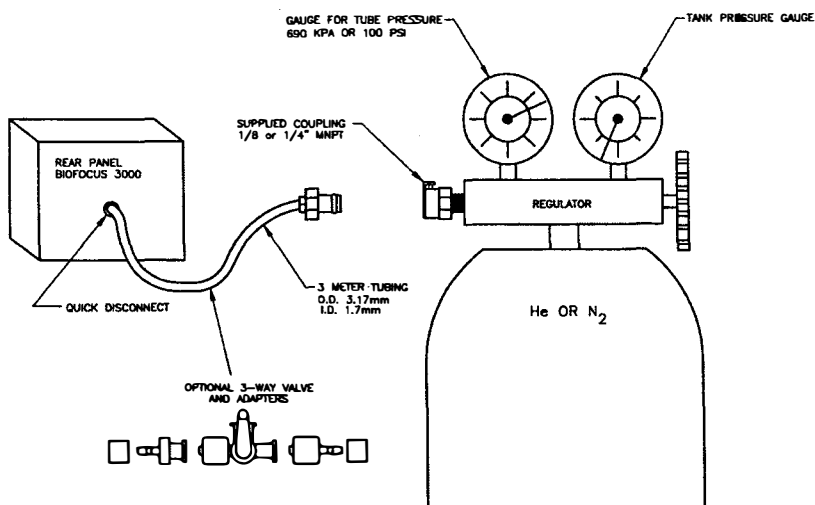 GAUGE FOR TUBE PRESSURE
690 KPA OR 100 PSI
TANK PRESSURE GAUGE
SUPPLIED COUPLING
1/8 or 1/4" MNPT
REAR PANEL
BIOFOCUS 3000
REGULATOR
QUICK DISCONNECT
3 METER TUBING
O.D. 3.17mm
I.D. 1.7mm
He OR N₂
OPTIONAL 3-WAY VALVE
AND ADAPTERS